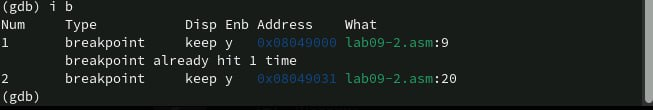 (gdb) i b
Num     Type           Disp Enb Address    What
1       breakpoint     keep y   0x08049000 lab09-2.asm:9
        breakpoint already hit 1 time
2       breakpoint     keep y   0x08049031 lab09-2.asm:20
(gdb)